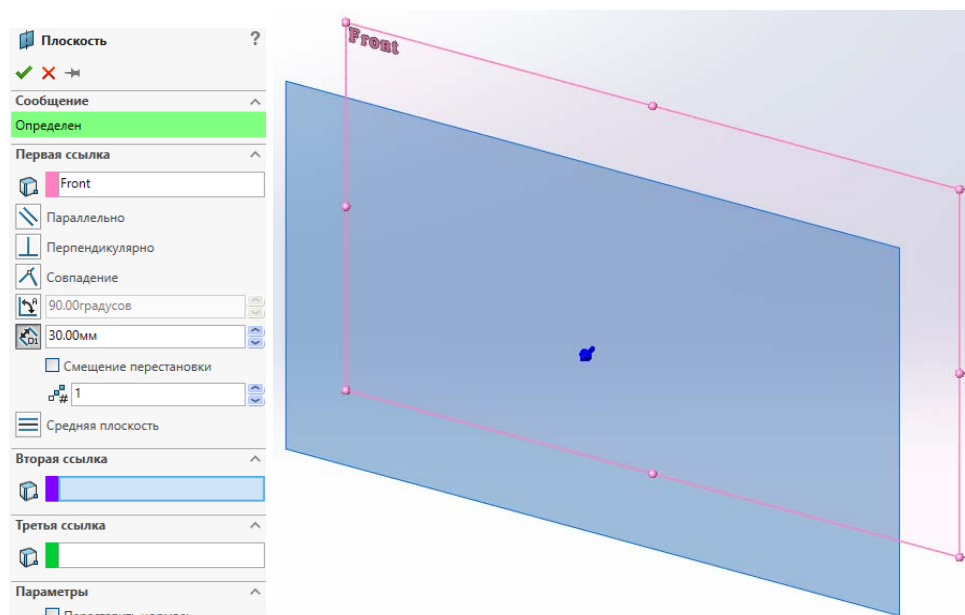 Плоскость ?
Сообщение
Определен
Первая ссылка
Front
Параллельно
Перпендикулярно
Совпадение
90.00градусов
30.00мм
Смещение перестановки
# 1
Средняя плоскость
Вторая ссылка
Третья ссылка
Параметры
Front